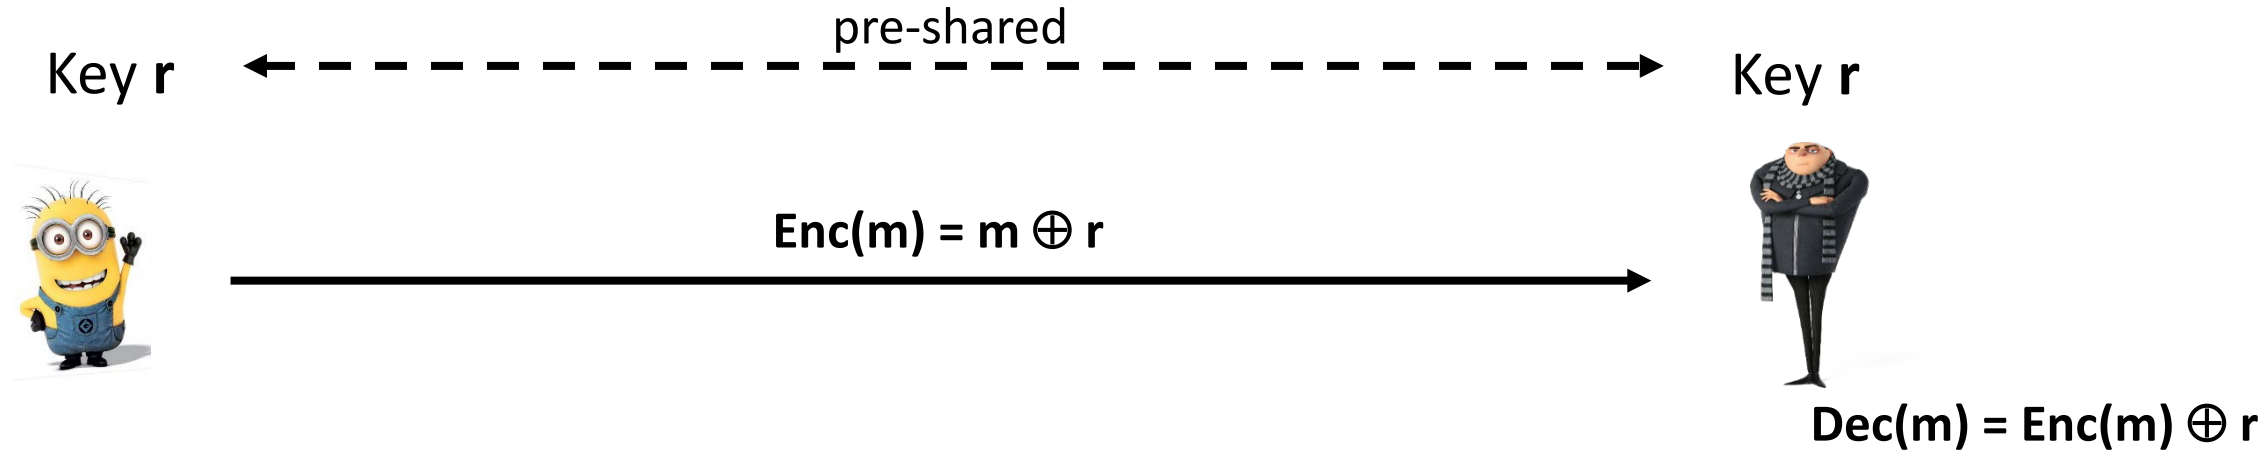 pre-shared
Key r
Key r
Enc(m) = m ⊕ r
Dec(m) = Enc(m) ⊕ r